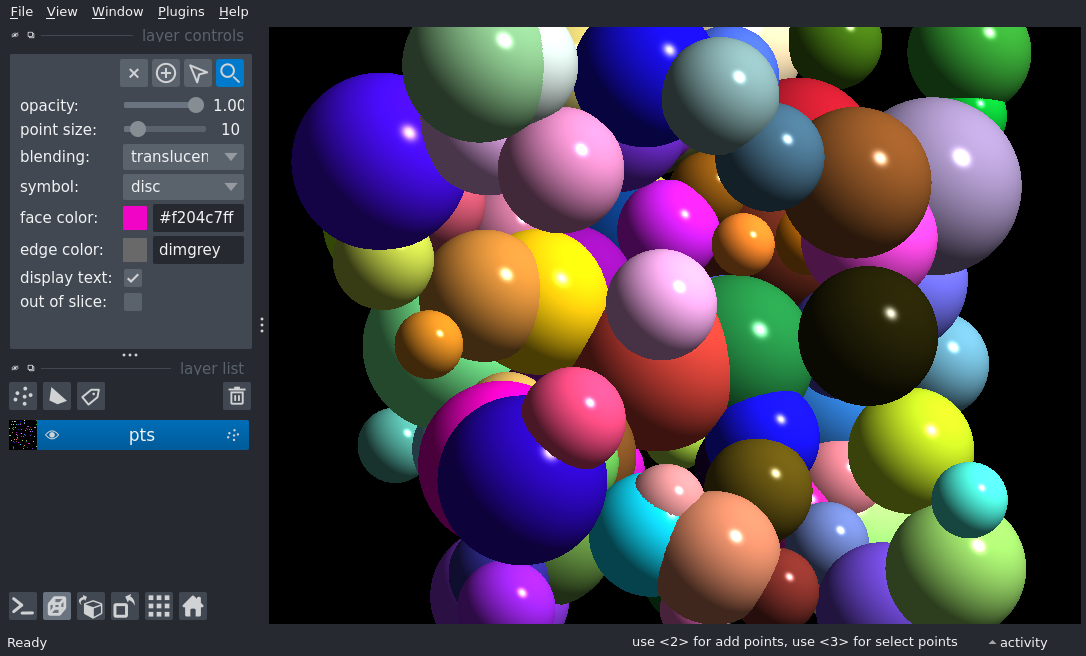 File View Window Plugins Help
layer controls
opacity: 1.00
point size: 10
blending: translucen
symbol: disc
face color: #f204c7ff
edge color: dimgrey
display text:
out of slice:
layer list
pts
Ready
use <2> for add points, use <3> for select points
activity